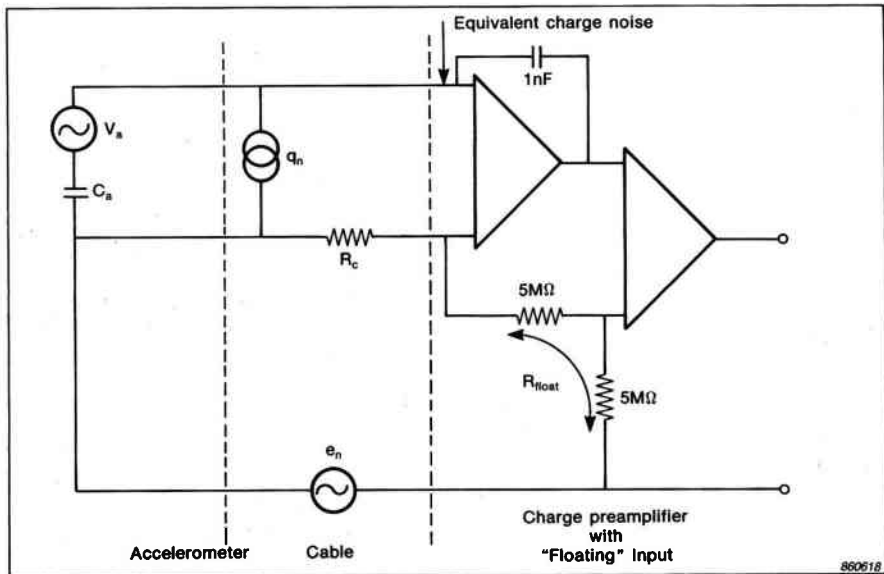 Equivalent charge noise
1nF
Va
qn
Ca
Rc
5MΩ
Rfloat
5MΩ
en
Accelerometer
Cable
Charge preamplifier
with
"Floating" Input
860618